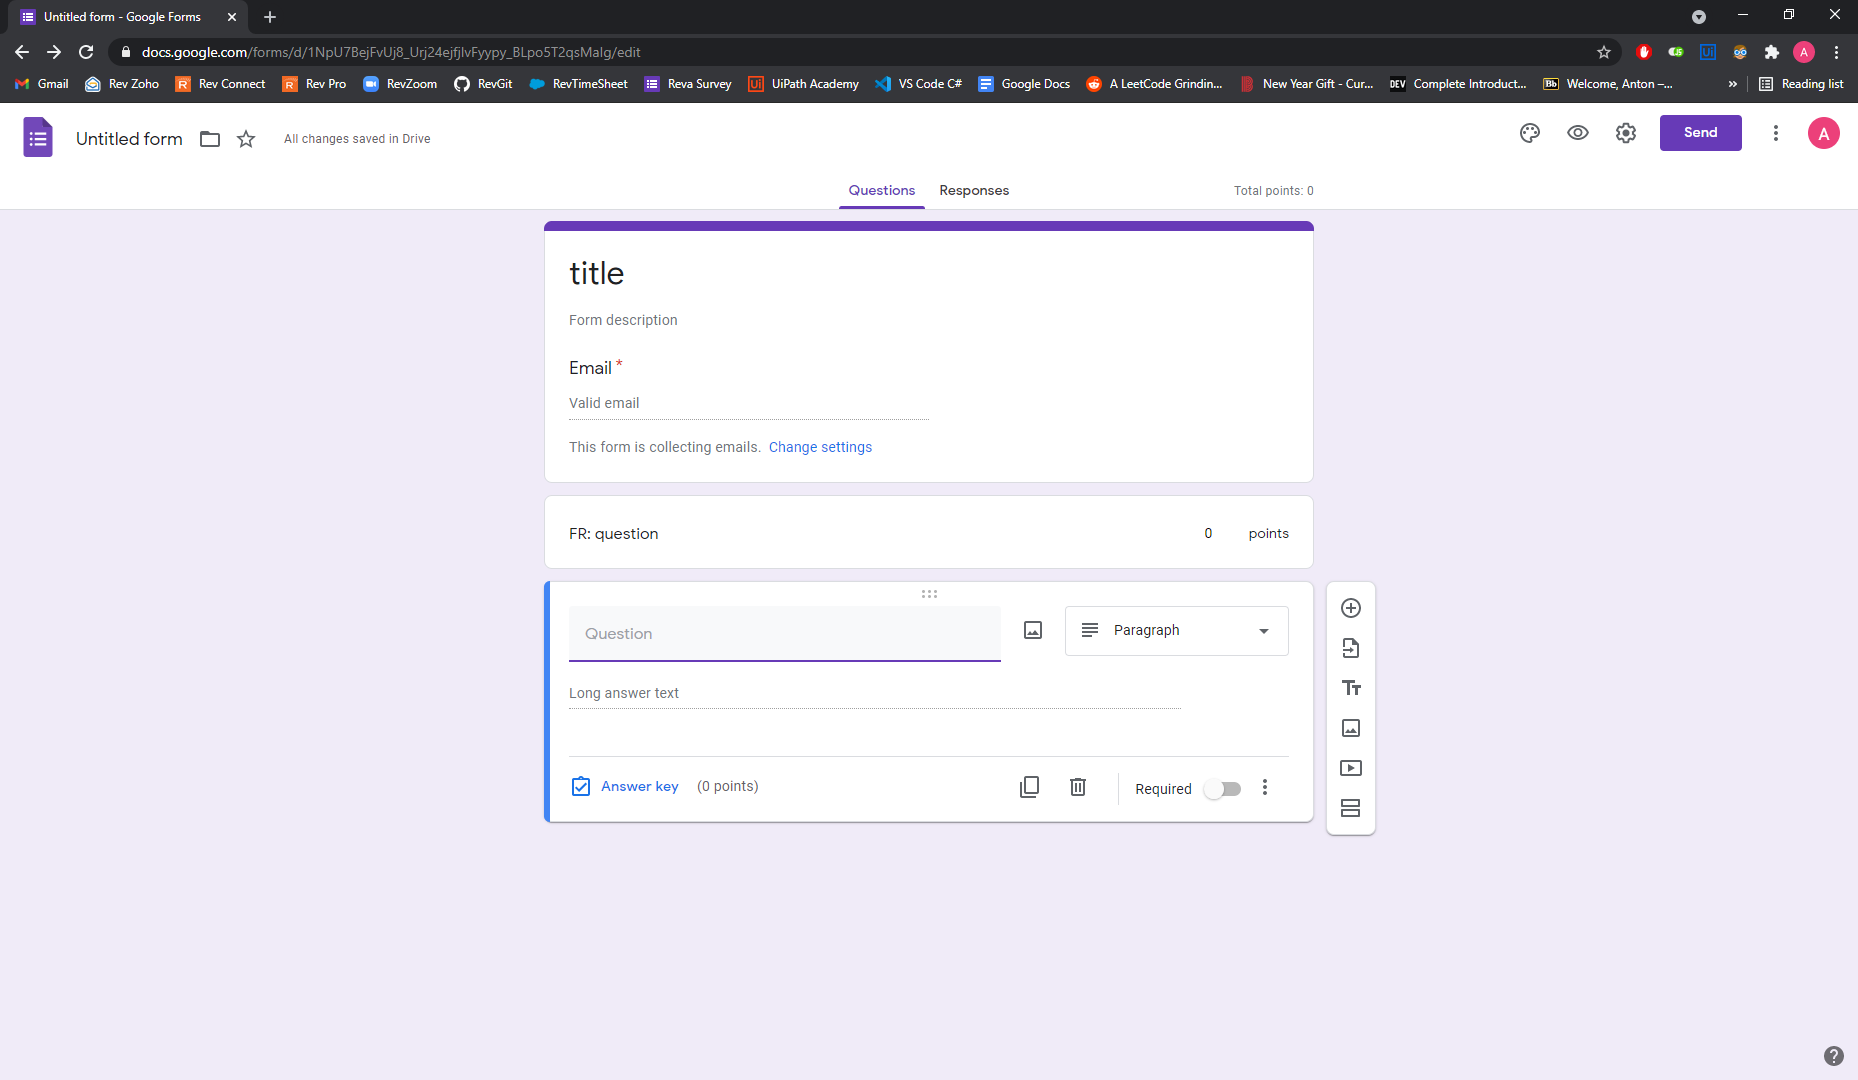 Untitled form - Google Forms
docs.google.com/forms/d/1NpU7BejFvUj8_Urj24ejfjlvFyypy_BLpo5T2qsMalg/edit
Gmail Rev Zoho R Rev Connect R Rev Pro RevZoom RevGit RevTimeSheet Reva Survey Ui UiPath Academy VS Code C# Google Docs A LeetCode Grindin... New Year Gift - Cur... DEV Complete Introduct... Bb Welcome, Anton –... » Reading list
Untitled form All changes saved in Drive Send A
Questions Responses Total points: 0
title
Form description
Email *
Valid email
This form is collecting emails. Change settings
FR: question 0 points
Question Paragraph
Long answer text
Answer key (0 points) Required